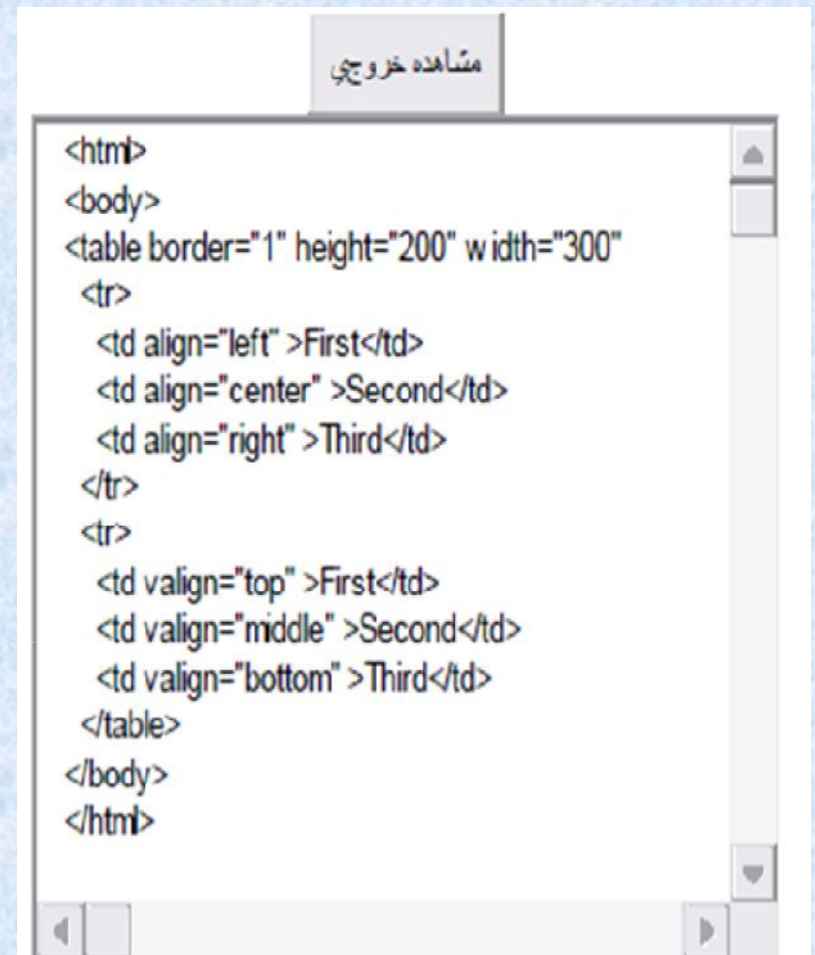 مشاهده خروجي
<html>
<body>
<table border="1" height="200" width="300"
<tr>
<td align="left" >First</td>
<td align="center" >Second</td>
<td align="right" >Third</td>
</tr>
<tr>
<td valign="top" >First</td>
<td valign="middle" >Second</td>
<td valign="bottom" >Third</td>
</table>
</body>
</html>